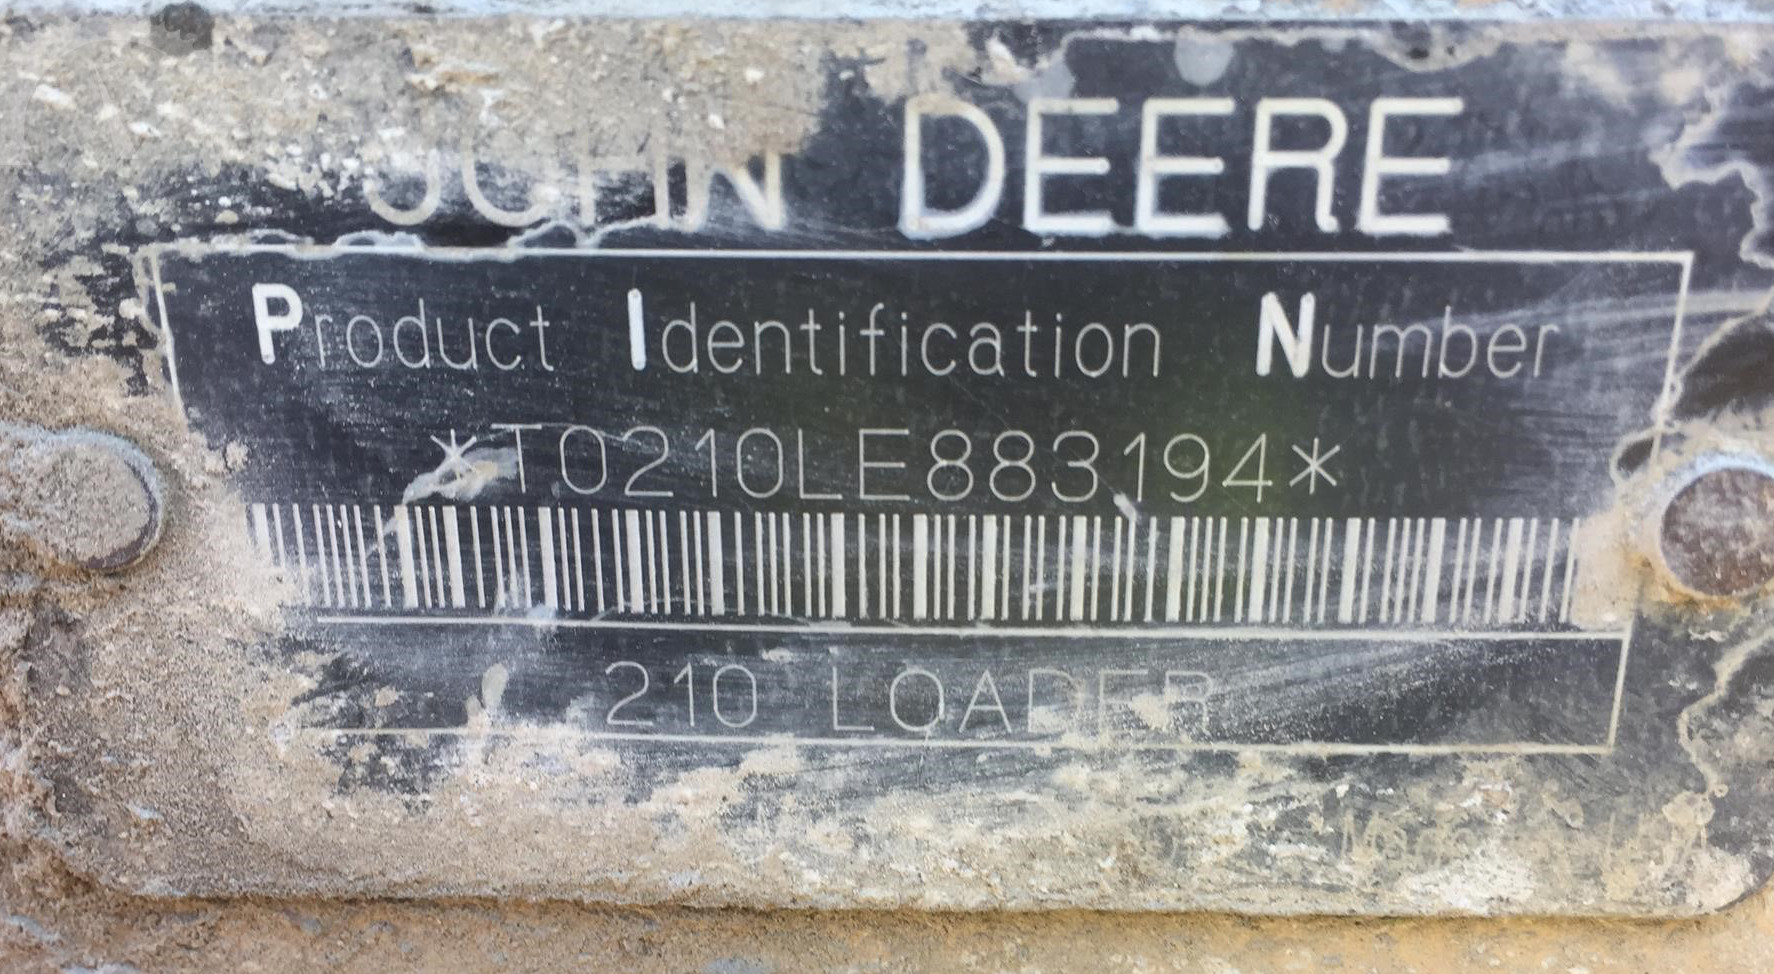 JOHN DEERE
Product Identification Number
*T0210LE883194*
210 LOADER